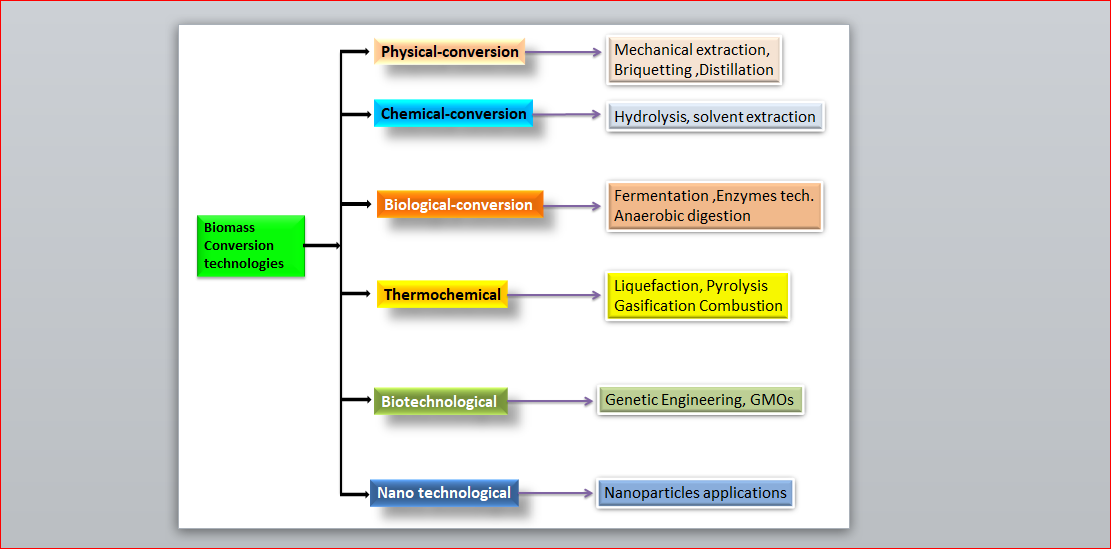 Physical-conversion
Mechanical extraction,
Briquetting ,Distillation
Chemical-conversion
Hydrolysis, solvent extraction
Biological-conversion
Fermentation ,Enzymes tech.
Anaerobic digestion
Biomass
Conversion
technologies
Thermochemical
Liquefaction, Pyrolysis
Gasification Combustion
Biotechnological
Genetic Engineering, GMOs
Nano technological
Nanoparticles applications